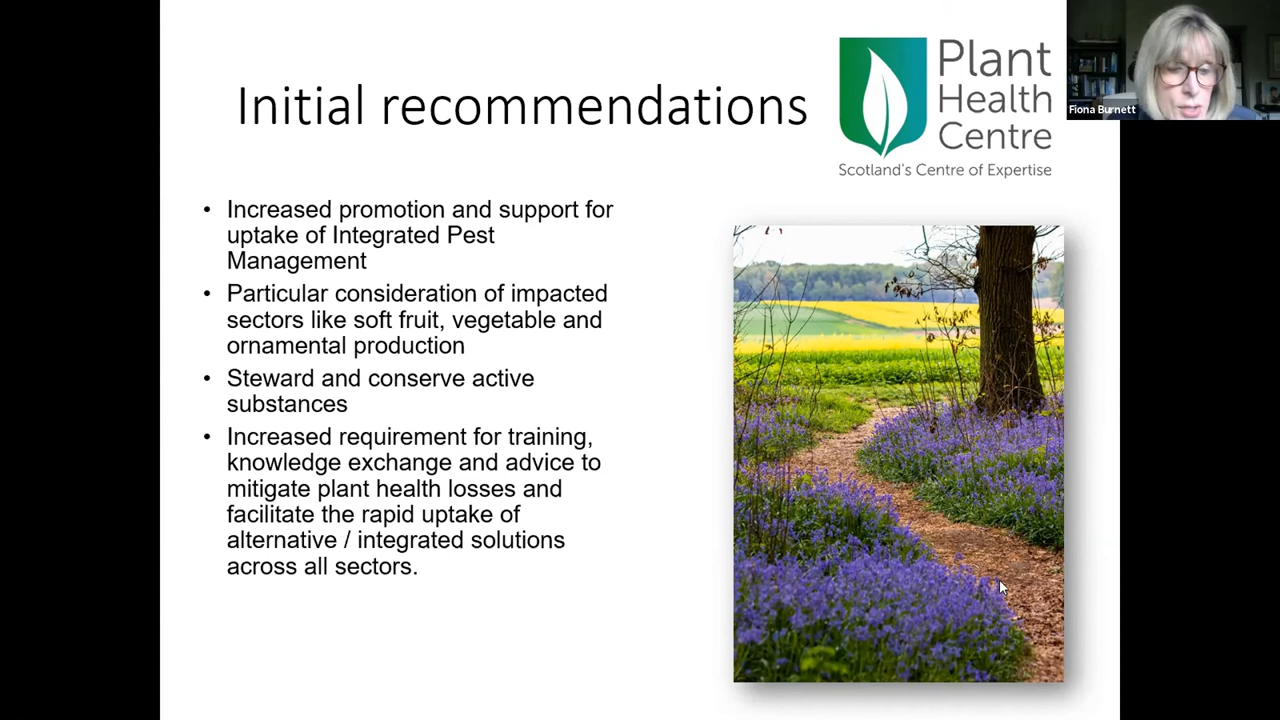 Initial recommendations
Plant
Health
Centre
Scotland's Centre of Expertise
Fiona Burnett
• Increased promotion and support for
uptake of Integrated Pest
Management
• Particular consideration of impacted
sectors like soft fruit, vegetable and
ornamental production
• Steward and conserve active
substances
• Increased requirement for training,
knowledge exchange and advice to
mitigate plant health losses and
facilitate the rapid uptake of
alternative / integrated solutions
across all sectors.